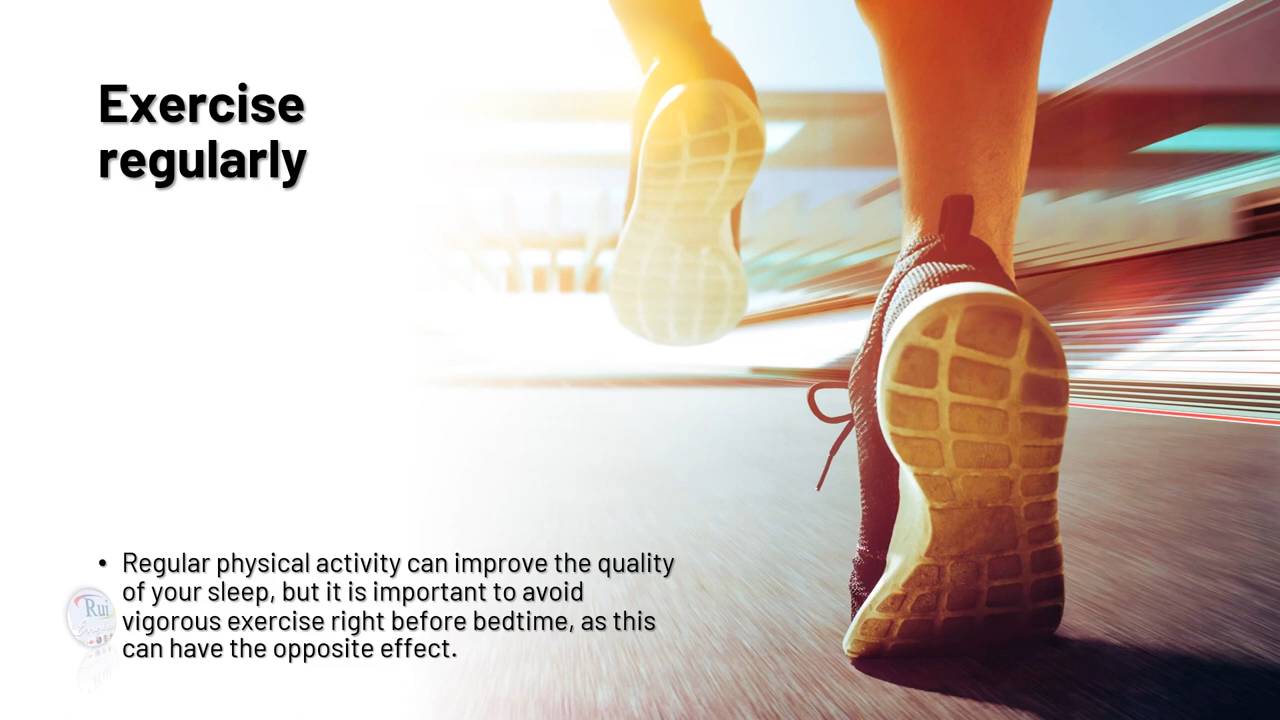 Exercise
regularly
• Regular physical activity can improve the quality
of your sleep, but it is important to avoid
vigorous exercise right before bedtime, as this
can have the opposite effect.
Rui